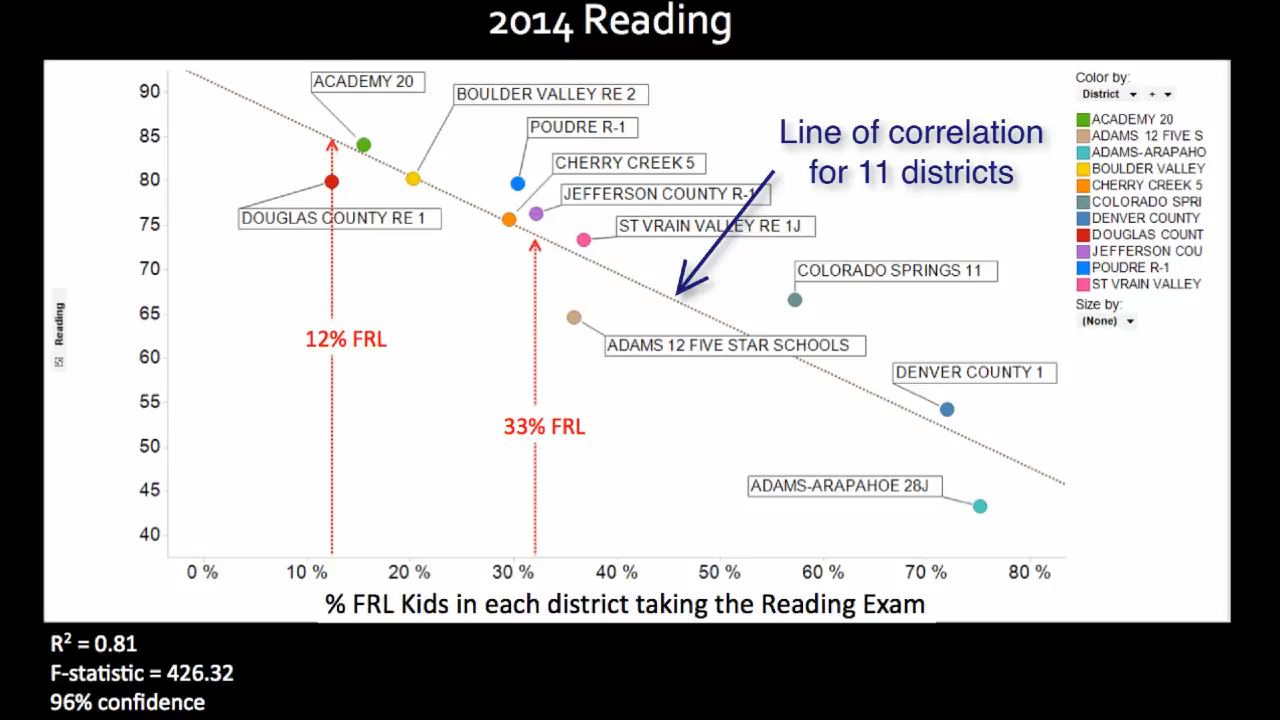 2014 Reading
ACADEMY 20
BOULDER VALLEY RE 2
POUDRE R-1
CHERRY CREEK 5
JEFFERSON COUNTY R-1
DOUGLAS COUNTY RE 1
ST VRAIN VALLEY RE 1J
COLORADO SPRINGS 11
ADAMS 12 FIVE STAR SCHOOLS
DENVER COUNTY 1
ADAMS-ARAPAHOE 28J
Line of correlation
for 11 districts
12% FRL
33% FRL
90
85
80
75
70
65
60
55
50
45
40
Reading
0 % 10 % 20 % 30 % 40 % 50 % 60 % 70 % 80 %
% FRL Kids in each district taking the Reading Exam
Color by:
District +
ACADEMY 20
ADAMS 12 FIVE S
ADAMS-ARAPAHO
BOULDER VALLEY
CHERRY CREEK 5
COLORADO SPRI
DENVER COUNTY
DOUGLAS COUNT
JEFFERSON COU
POUDRE R-1
ST VRAIN VALLEY
Size by:
(None)
R² = 0.81
F-statistic = 426.32
96% confidence